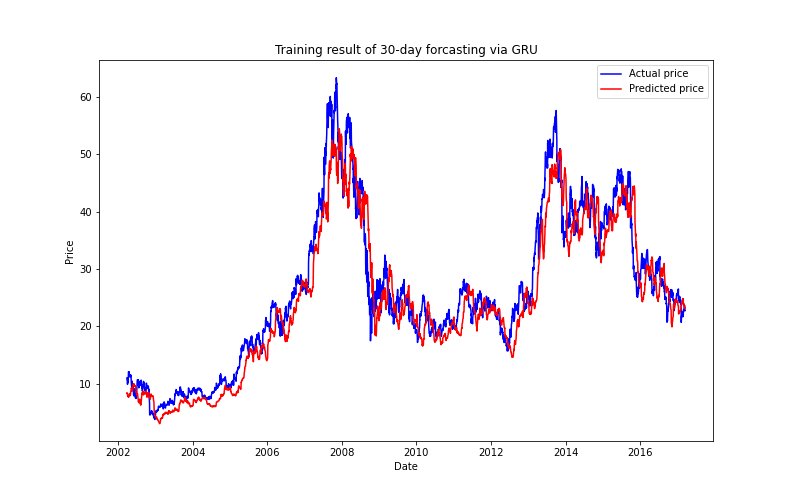 Training result of 30-day forcasting via GRU
Actual price
Predicted price
60
50
40
30
20
10
Price
2002 2004 2006 2008 2010 2012 2014 2016
Date